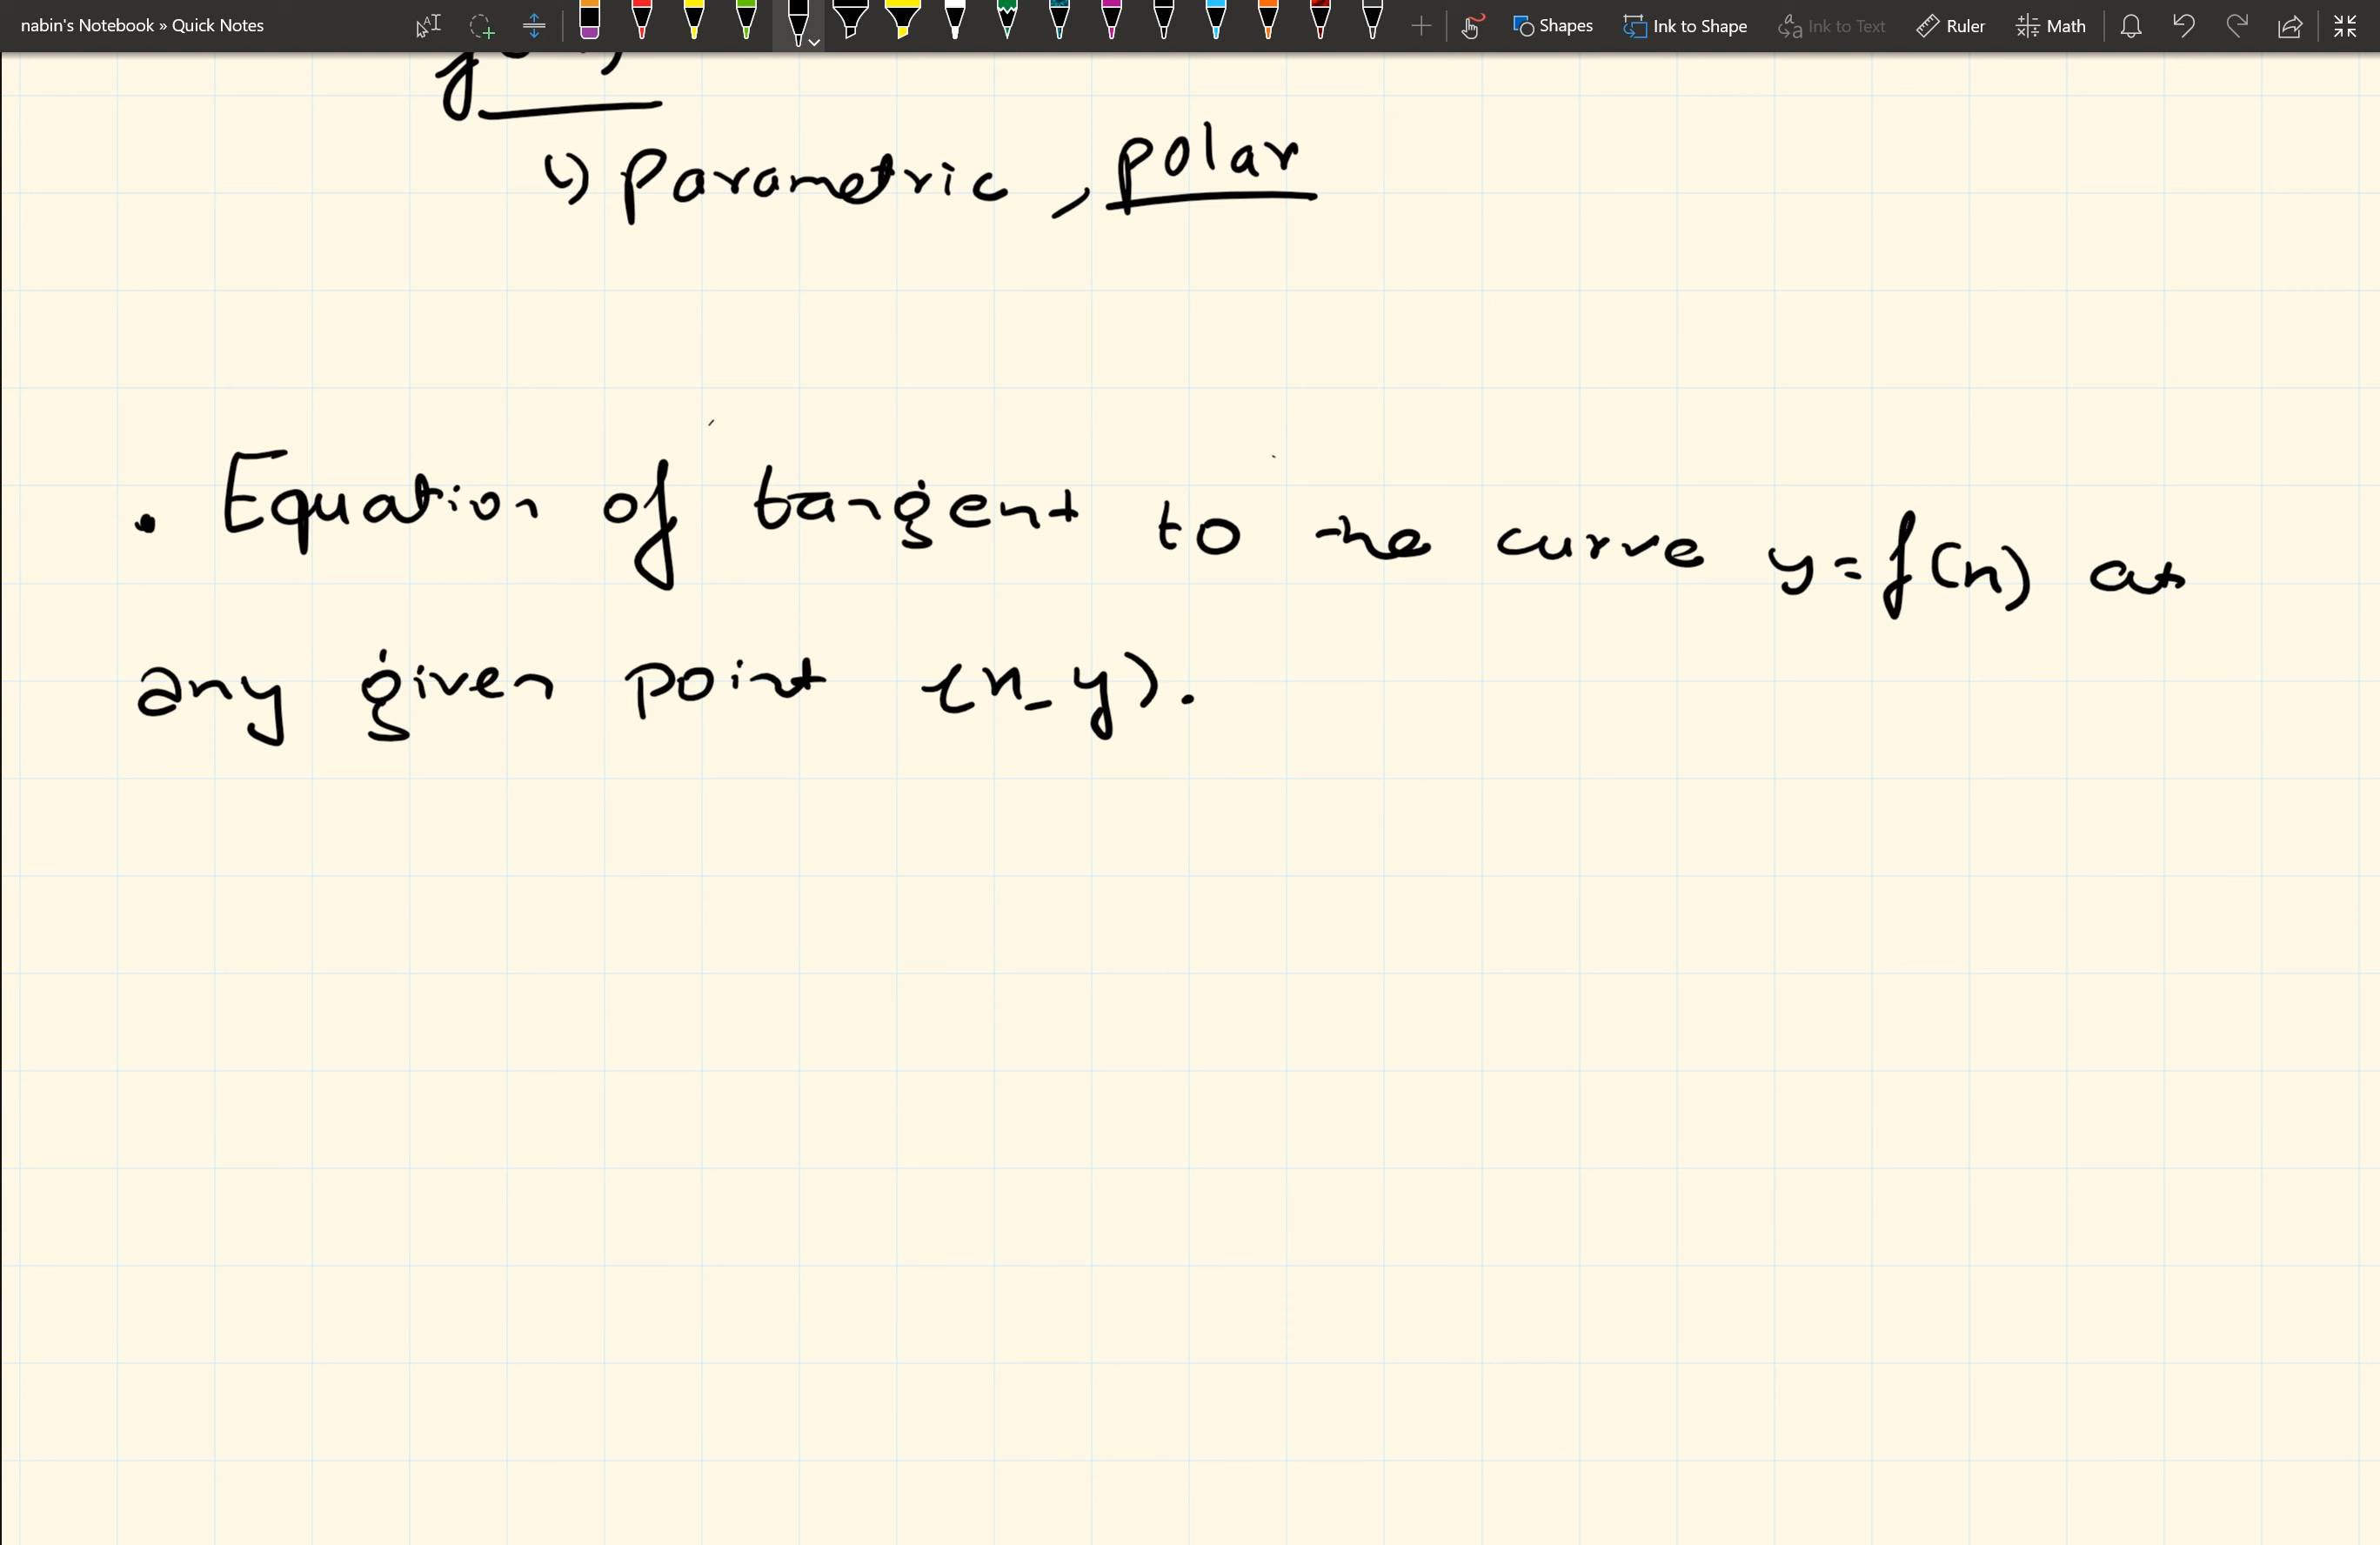 nabin's Notebook » Quick Notes Shapes Ink to Shape Ink to Text Ruler Math
i) Parametric, polar
. Equation of tangent to the curve y=f(x) at
any given point (x, y).